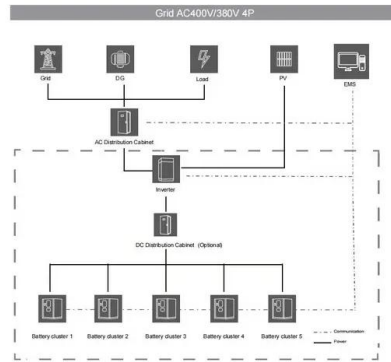 Grid AC400V/380V 4P
Grid
DG
Load
PV
EMS
AC Distribution Cabinet
Inverter
DC Distribution Cabinet (Optional)
Battery cluster 1
Battery cluster 2
Battery cluster 3
Battery cluster 4
Battery cluster 5
Communication
Power